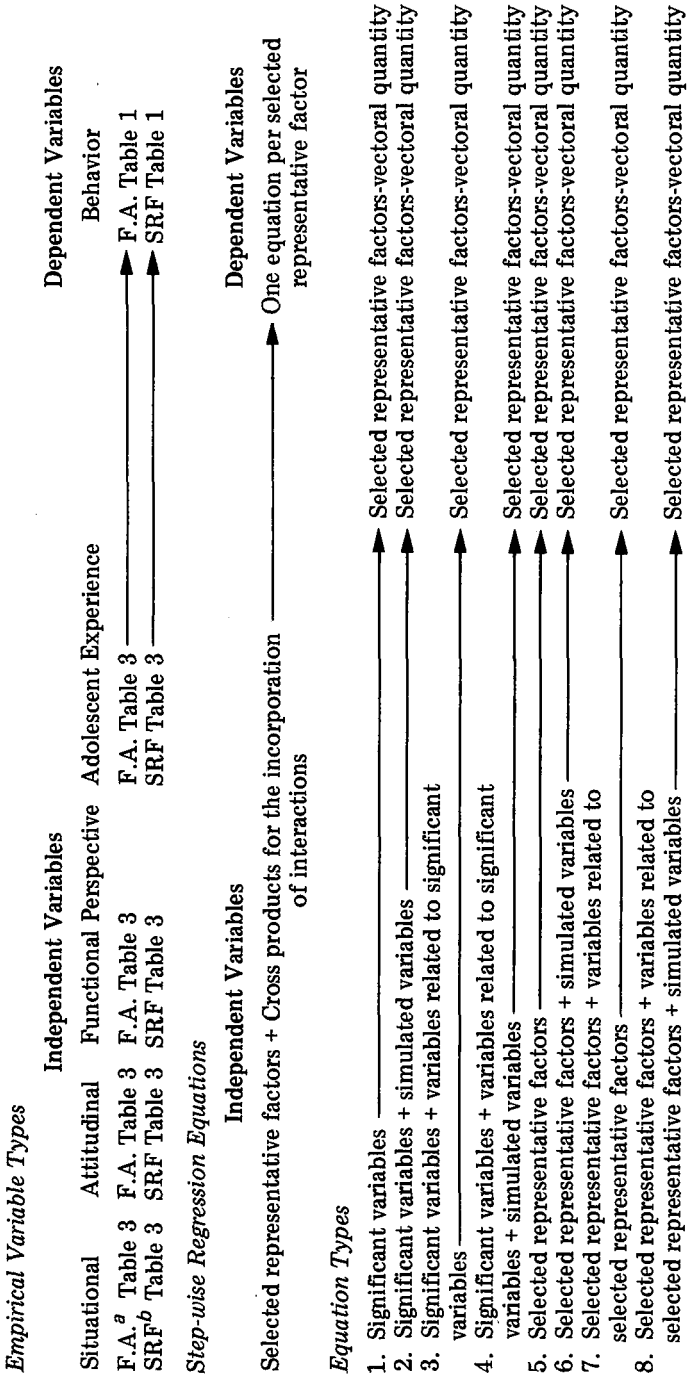 Empirical Variable Types
Independent Variables Dependent Variables
Situational Attitudinal Functional Perspective Adolescent Experience Behavior
F.A.a Table 3 F.A. Table 3 F.A. Table 3 F.A. Table 3 F.A. Table 1
SRFb Table 3 SRF Table 3 SRF Table 3 SRF Table 3 SRF Table 1
Step-wise Regression Equations
Independent Variables Dependent Variables
Selected representative factors + Cross products for the incorporation One equation per selected
of interactions representative factor
Equation Types
1. Significant variables Selected representative factors-vectoral quantity
2. Significant variables + simulated variables Selected representative factors-vectoral quantity
3. Significant variables + variables related to significant
variables Selected representative factors-vectoral quantity
4. Significant variables + variables related to significant
variables + simulated variables Selected representative factors-vectoral quantity
5. Selected representative factors Selected representative factors-vectoral quantity
6. Selected representative factors + simulated variables Selected representative factors-vectoral quantity
7. Selected representative factors + variables related to
selected representative factors Selected representative factors-vectoral quantity
8. Selected representative factors + variables related to
selected representative factors + simulated variables Selected representative factors-vectoral quantity